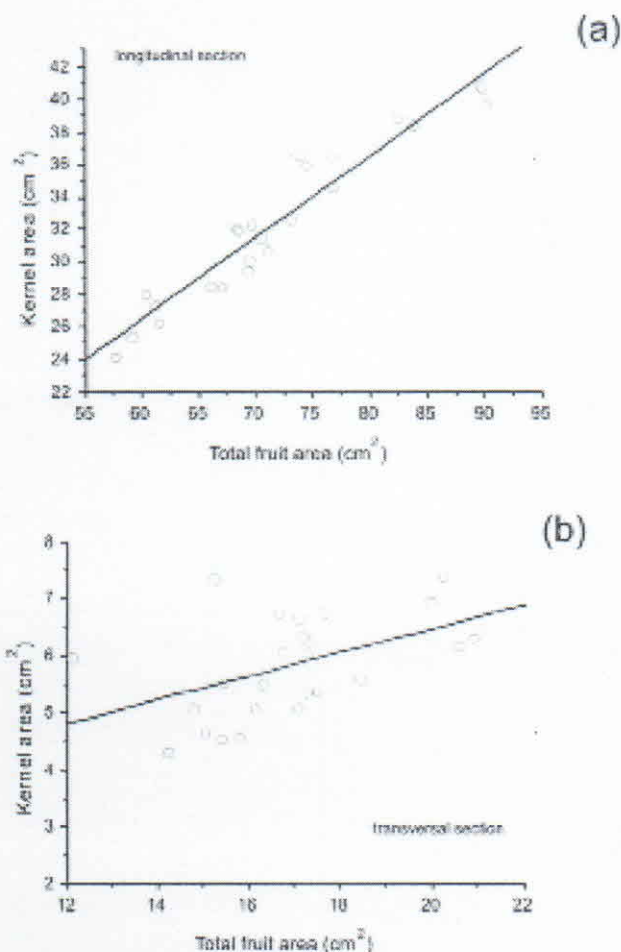 (a)
longitudinal section
42
40
38
36
34
32
30
28
26
24
22
Kernel area (cm²)
55 60 65 70 75 80 85 90 95
Total fruit area (cm²)
(b)
8
7
6
5
4
3
2
Kernel area (cm²)
transversal section
12 14 16 18 20 22
Total fruit area (cm²)